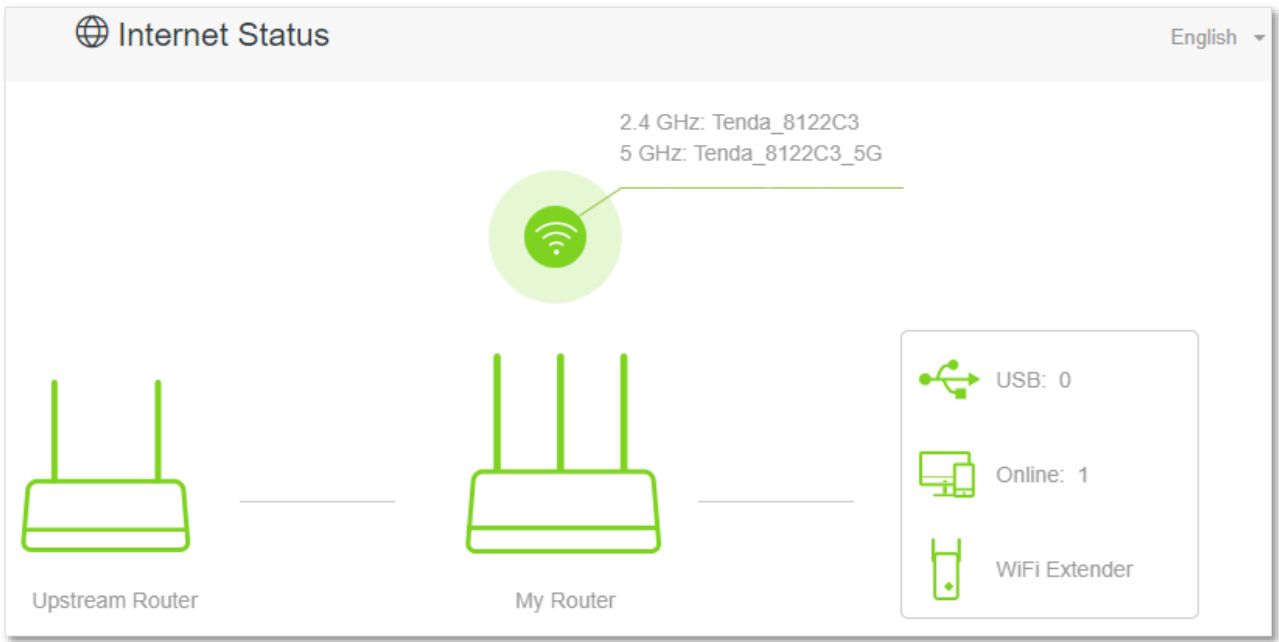 Internet Status
English
2.4 GHz: Tenda_8122C3
5 GHz: Tenda_8122C3_5G
USB: 0
Online: 1
WiFi Extender
Upstream Router
My Router